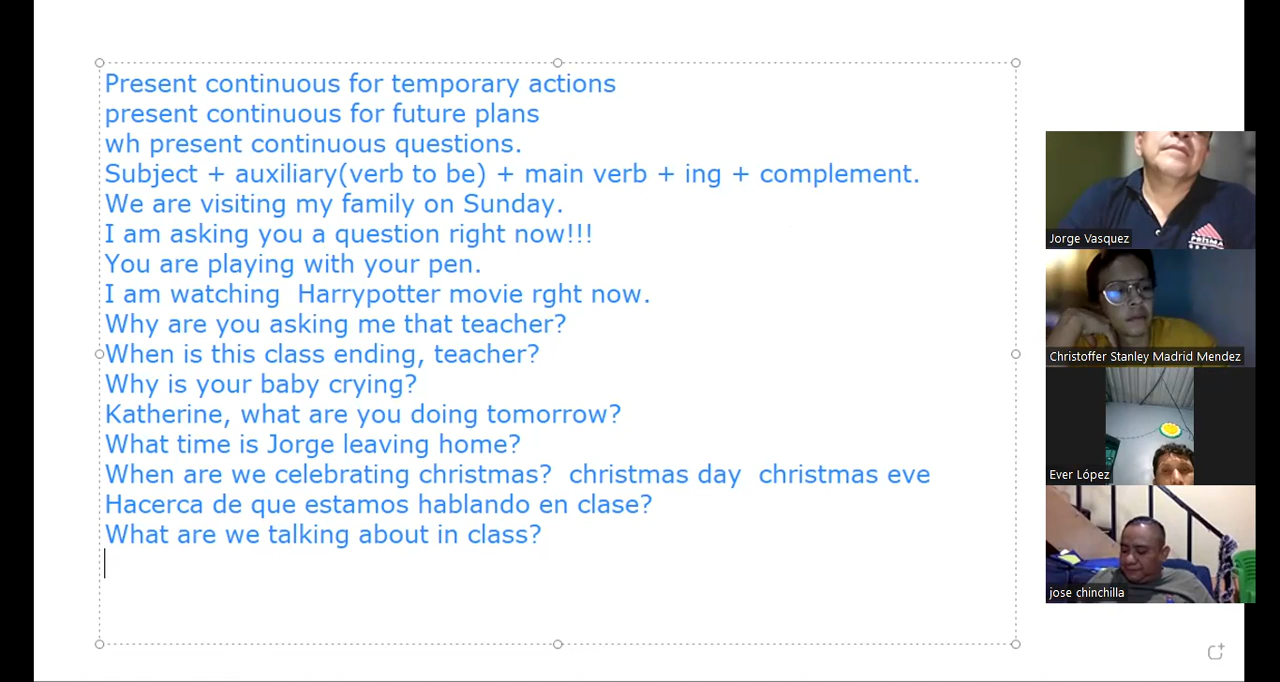 Present continuous for temporary actions
present continuous for future plans
wh present continuous questions.
Subject + auxiliary(verb to be) + main verb + ing + complement.
We are visiting my family on Sunday.
I am asking you a question right now!!!
You are playing with your pen.
I am watching  Harrypotter movie rght now.
Why are you asking me that teacher?
When is this class ending, teacher?
Why is your baby crying?
Katherine, what are you doing tomorrow?
What time is Jorge leaving home?
When are we celebrating christmas?  christmas day  christmas eve
Hacerca de que estamos hablando en clase?
What are we talking about in class?
PRISMA
Jorge Vasquez
Christoffer Stanley Madrid Mendez
Ever López
jose chinchilla